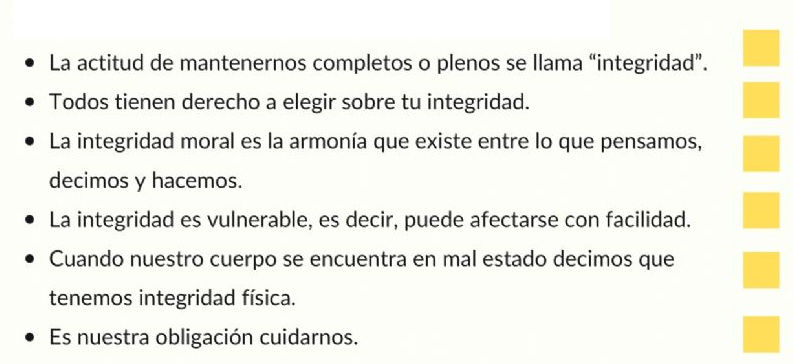 • La actitud de mantenernos completos o plenos se llama “integridad”.
• Todos tienen derecho a elegir sobre tu integridad.
• La integridad moral es la armonía que existe entre lo que pensamos,
decimos y hacemos.
• La integridad es vulnerable, es decir, puede afectarse con facilidad.
• Cuando nuestro cuerpo se encuentra en mal estado decimos que
tenemos integridad física.
• Es nuestra obligación cuidarnos.